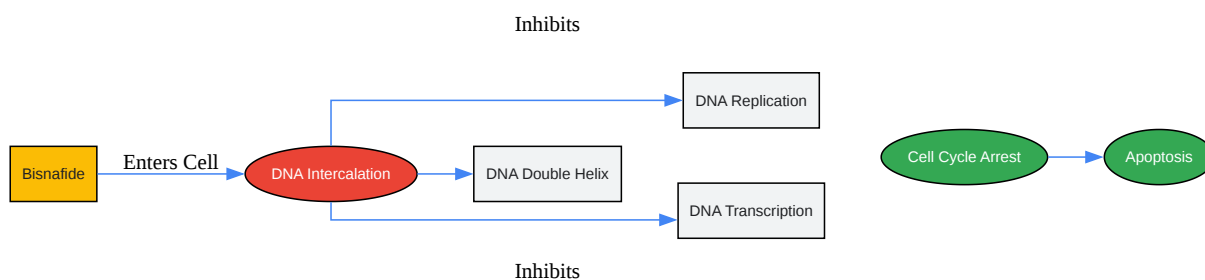 Inhibits
DNA Replication
Cell Cycle Arrest
Apoptosis
Bisnafide
Enters Cell
DNA Intercalation
DNA Double Helix
DNA Transcription
Inhibits